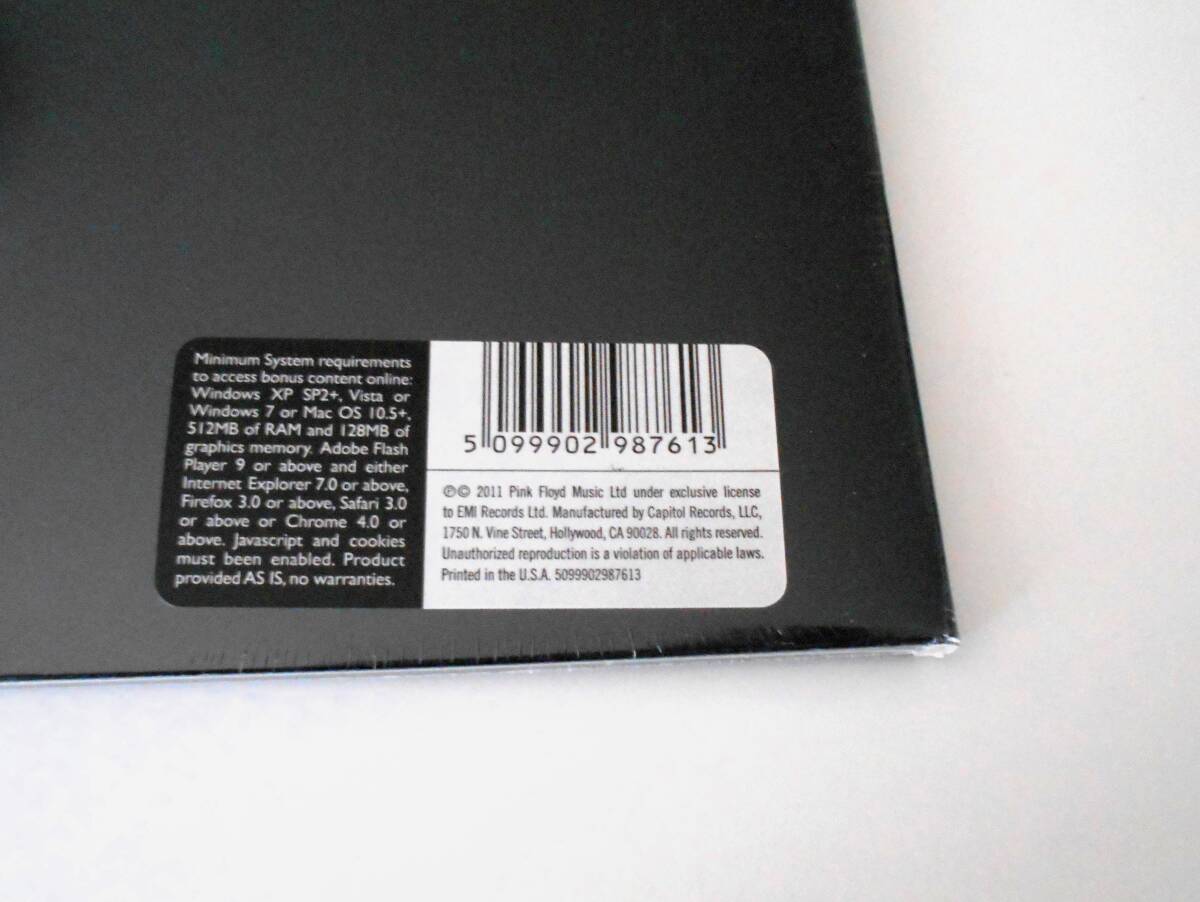 Minimum System requirements
to access bonus content online:
Windows XP SP2+, Vista or
Windows 7 or Mac OS 10.5+,
512MB of RAM and 128MB of
graphics memory. Adobe Flash
Player 9 or above and either
Internet Explorer 7.0 or above,
Firefox 3.0 or above, Safari 3.0
or above or Chrome 4.0 or
above. Javascript and cookies
must been enabled. Product
provided AS IS, no warranties.
5 099902 987613
℗© 2011 Pink Floyd Music Ltd under exclusive license
to EMI Records Ltd. Manufactured by Capitol Records, LLC,
1750 N. Vine Street, Hollywood, CA 90028. All rights reserved.
Unauthorized reproduction is a violation of applicable laws.
Printed in the U.S.A. 5099902987613